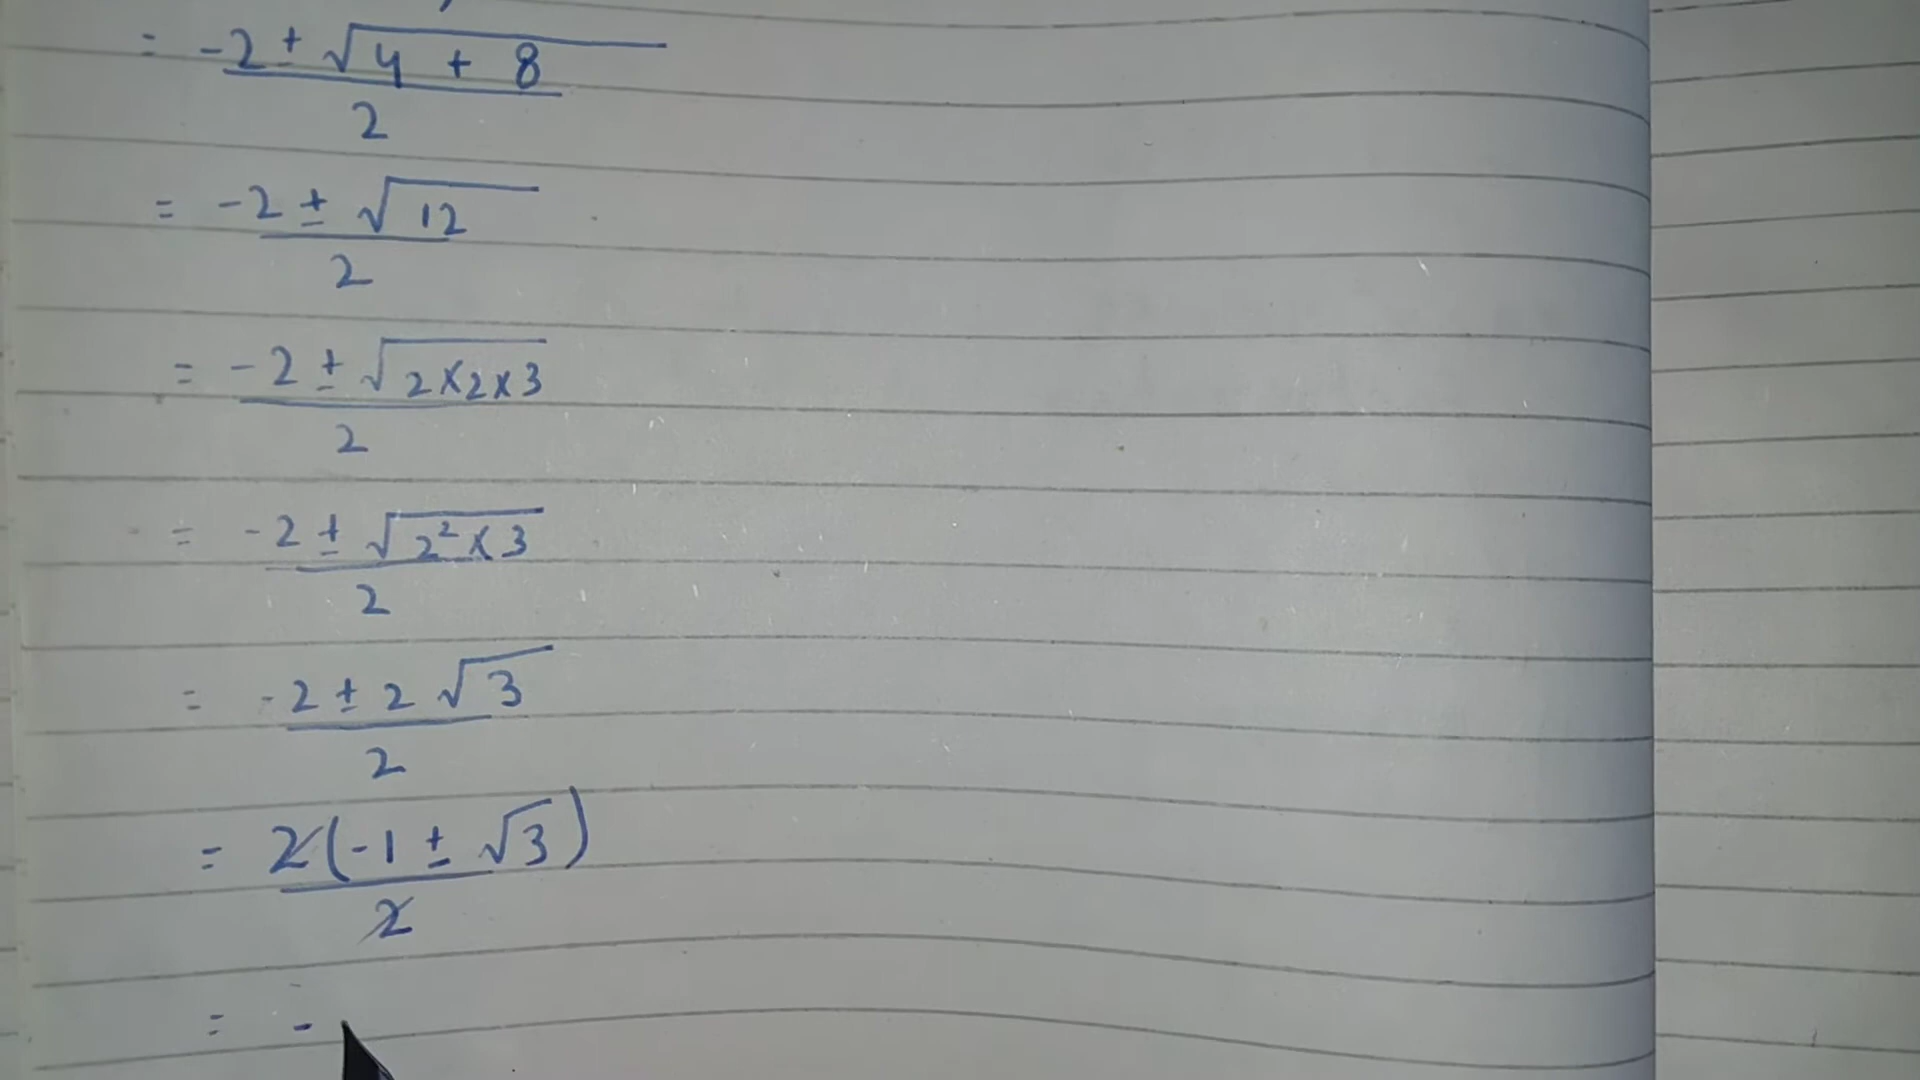 = -2 ± √4 + 8
2
= -2 ± √12
2
= -2 ± √2×2×3
2
= -2 ± √2²×3
2
= -2 ± 2√3
2
= 2(-1 ± √3)
2
= -